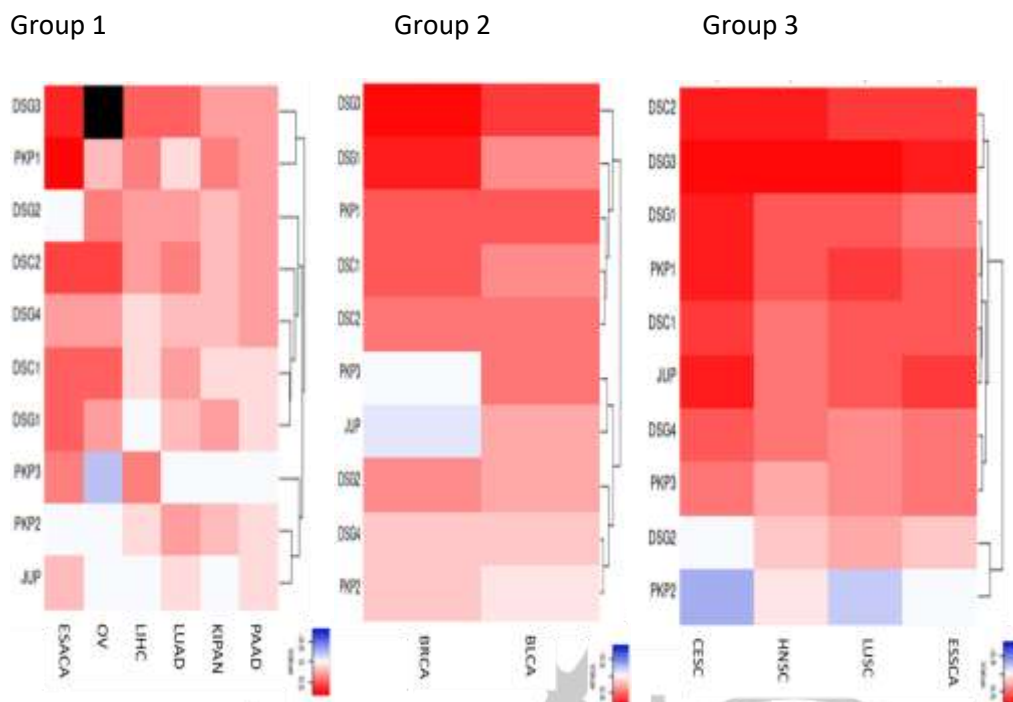 Group 1
Group 2
Group 3
DSG3
PKP1
DSG2
DSC2
DSG4
DSC1
DSG1
PKP3
PKP2
JUP
ESACA
OV
LIHC
LUAD
KIPAN
PAAD
DSG3
DSG1
PKP1
DSC1
DSC2
PKP3
JUP
DSG2
DSG4
PKP2
BRCA
BLCA
DSC2
DSG3
DSG1
PKP1
DSC1
JUP
DSG4
PKP3
DSG2
PKP2
CESC
HNSC
LUSC
ESSCA